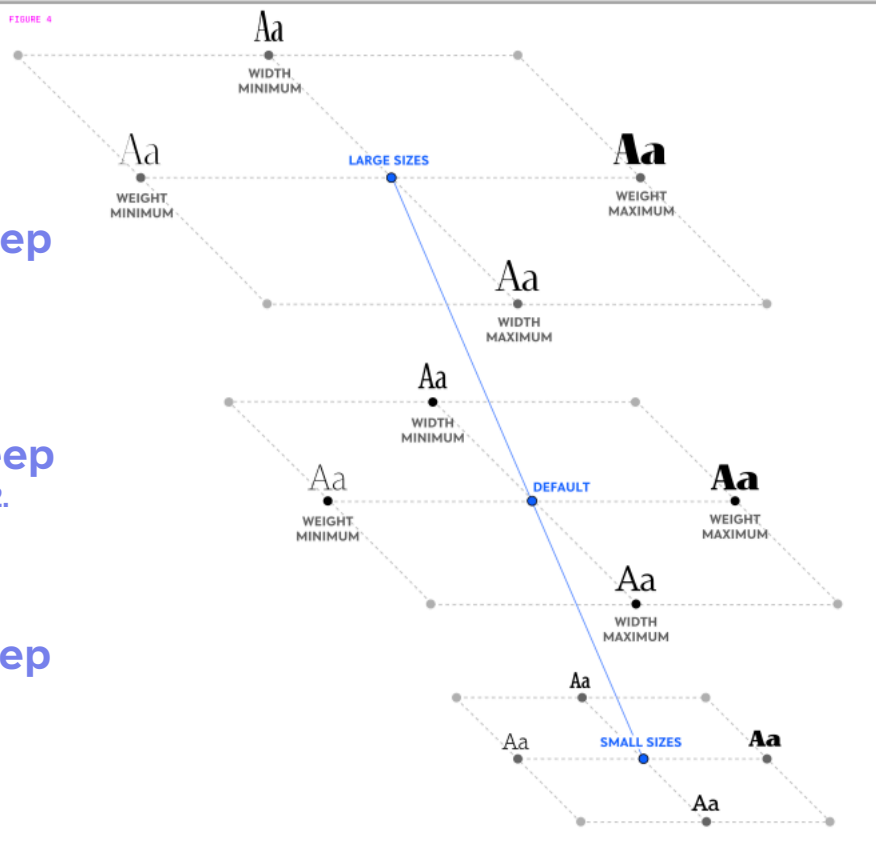 FIGURE 4
Aa
WIDTH
MINIMUM
Aa
LARGE SIZES
Aa
WEIGHT
MINIMUM
WEIGHT
MAXIMUM
ep
Aa
WIDTH
MAXIMUM
Aa
WIDTH
MINIMUM
ep
Aa
DEFAULT
Aa
WEIGHT
MINIMUM
WEIGHT
MAXIMUM
Aa
WIDTH
MAXIMUM
ep
Aa
Aa
SMALL SIZES
Aa
Aa